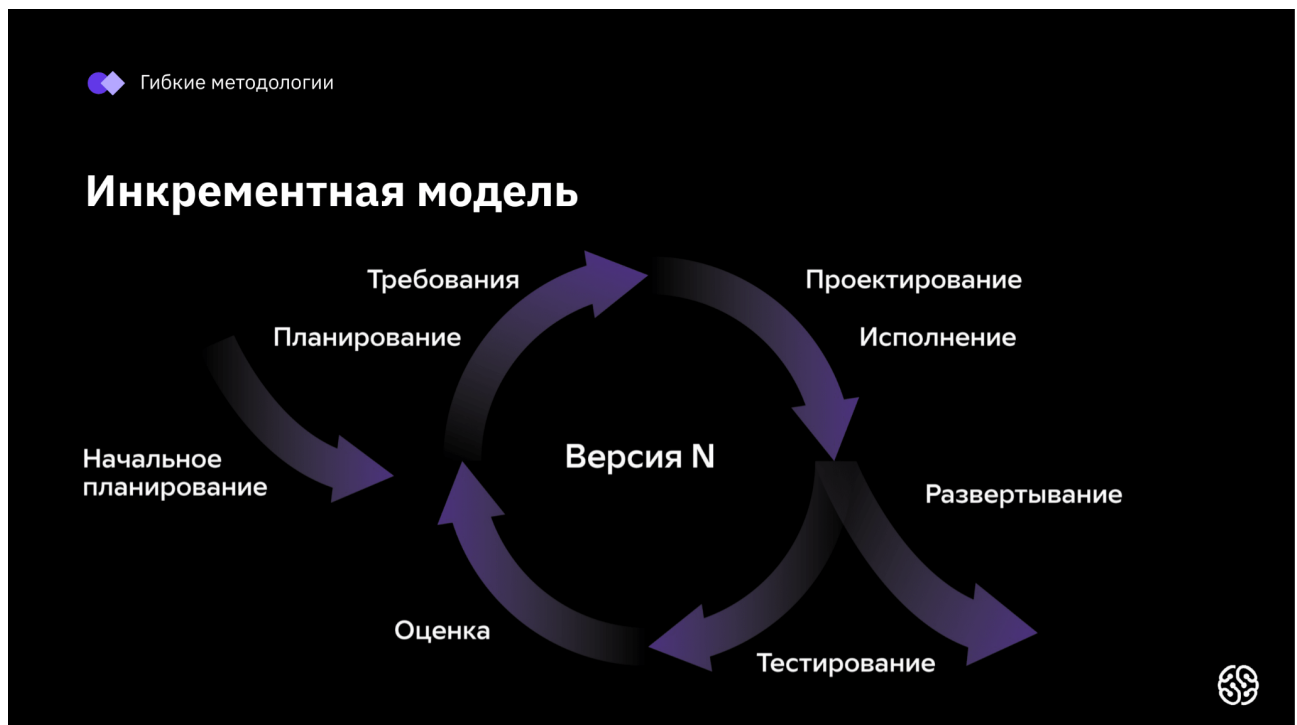 Гибкие методологии
Инкрементная модель
Требования
Проектирование
Планирование
Исполнение
Версия N
Начальное
планирование
Развертывание
Оценка
Тестирование